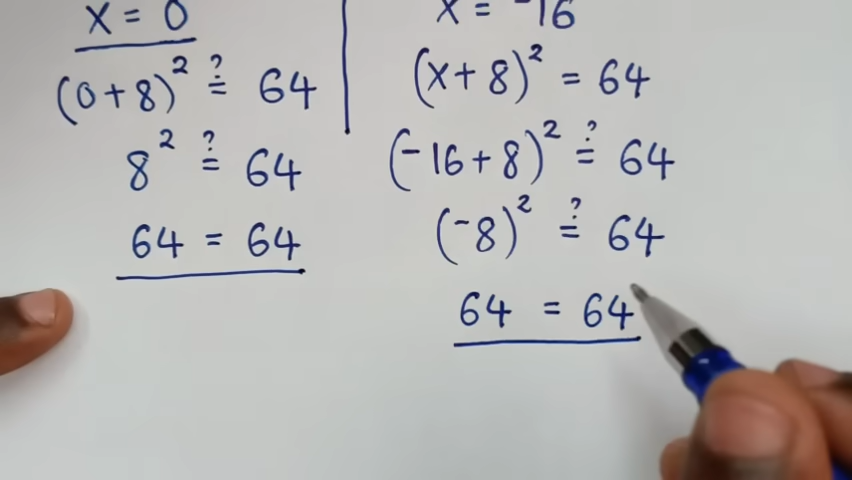 x = 0
(0+8)² ≟ 64
8² ≟ 64
64 = 64
x = -16
(x+8)² = 64
(-16+8)² ≟ 64
(-8)² ≟ 64
64 = 64